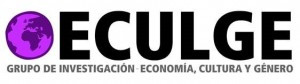 ECULGE
GRUPO DE INVESTIGACIÓN·ECONOMÍA, CULTURA Y GÉNERO